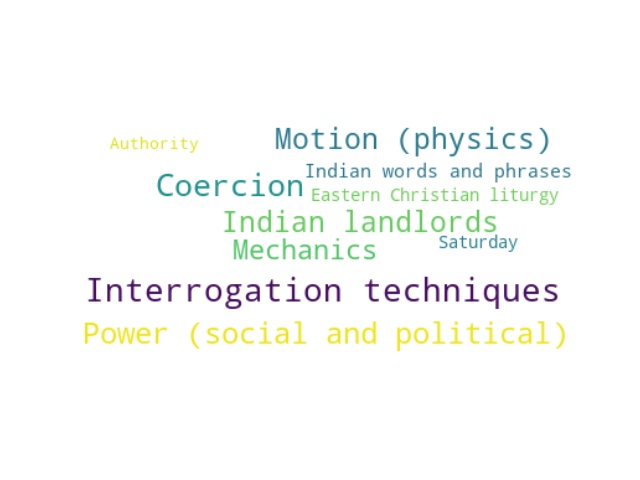 Authority
Motion (physics)
Indian words and phrases
Coercion
Eastern Christian liturgy
Indian landlords
Saturday
Mechanics
Interrogation techniques
Power (social and political)